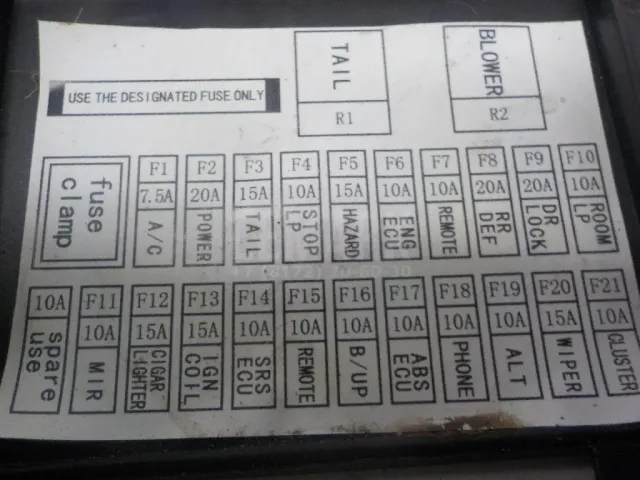 TAIL
R1
BLOWER
R2
USE THE DESIGNATED FUSE ONLY
fuse clamp
F1 F2 F3 F4 F5 F6 F7 F8 F9 F10
7.5A 20A 15A 10A 15A 10A 10A 20A 20A 10A
A/C
POWER
TAIL
STOP
LP
HAZARD
ENG
ECU
REMOTE
RR
DEF
DR
LOCK
ROOM
LP
10A F11 F12 F13 F14 F15 F16 F17 F18 F19 F20 F21
spare
use
10A 15A 15A 10A 10A 10A 10A 10A 10A 15A 10A
MIR
CIGAR
LIGHTER
IGN
COIL
SRS
ECU
REMOTE
B/UP
ABS
ECU
PHONE
ALT
WIPER
CLUSTER